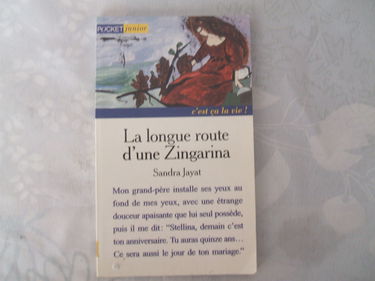 POCKET junior
c'est ça la vie !
La longue route
d'une Zingarina
Sandra Jayat
Mon grand-père installe ses yeux au
fond de mes yeux, avec une étrange
douceur apaisante que lui seul possède,
puis il me dit: "Stellina, demain c'est
ton anniversaire. Tu auras quinze ans...
Ce sera aussi le jour de ton mariage."